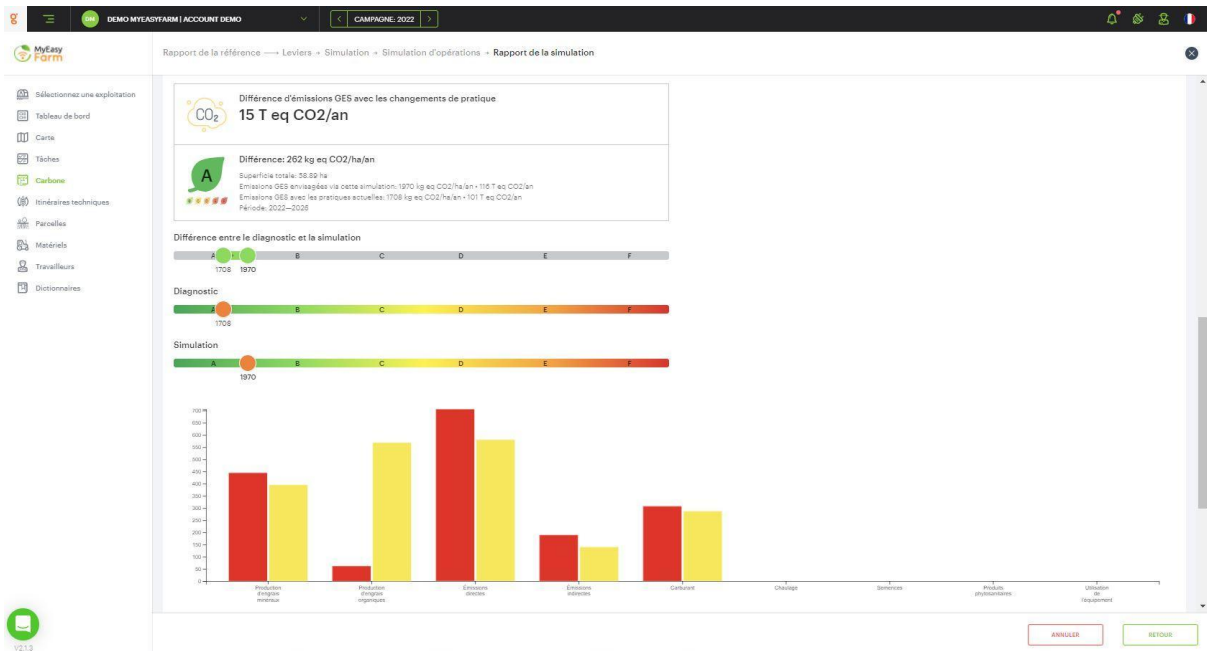 g
DM
DEMO MYEASYFARM | ACCOUNT DEMO
CAMPAGNE: 2022
MyEasy
Farm
Rapport de la référence → Leviers → Simulation → Simulation d'opérations → Rapport de la simulation
Sélectionnez une exploitation
Tableau de bord
Carte
Tâches
Carbone
Itinéraires techniques
Parcelles
Matériels
Travailleurs
Dictionnaires
CO2
Différence d'émissions GES avec les changements de pratique
15 T eq CO2/an
A
Différence: 262 kg eq CO2/ha/an
Superficie totale: 58.89 ha
Emissions GES envisagées via cette simulation: 1970 kg eq CO2/ha/an • 116 T eq CO2/an
Emissions GES avec les pratiques actuelles: 1708 kg eq CO2/ha/an • 101 T eq CO2/an
Période: 2022—2026
Différence entre le diagnostic et la simulation
A B C D E F
1708 1970
Diagnostic
A B C D E F
1708
Simulation
A B C D E F
1970
700
650
600
550
500
450
400
350
300
250
200
150
100
50
0
Production d'engrais minéraux
Production d'engrais organiques
Émissions directes
Émissions indirectes
Carburant
Chaulage
Semences
Produits phytosanitaires
Utilisation de l'équipement
ANNULER
RETOUR
V2.1.3